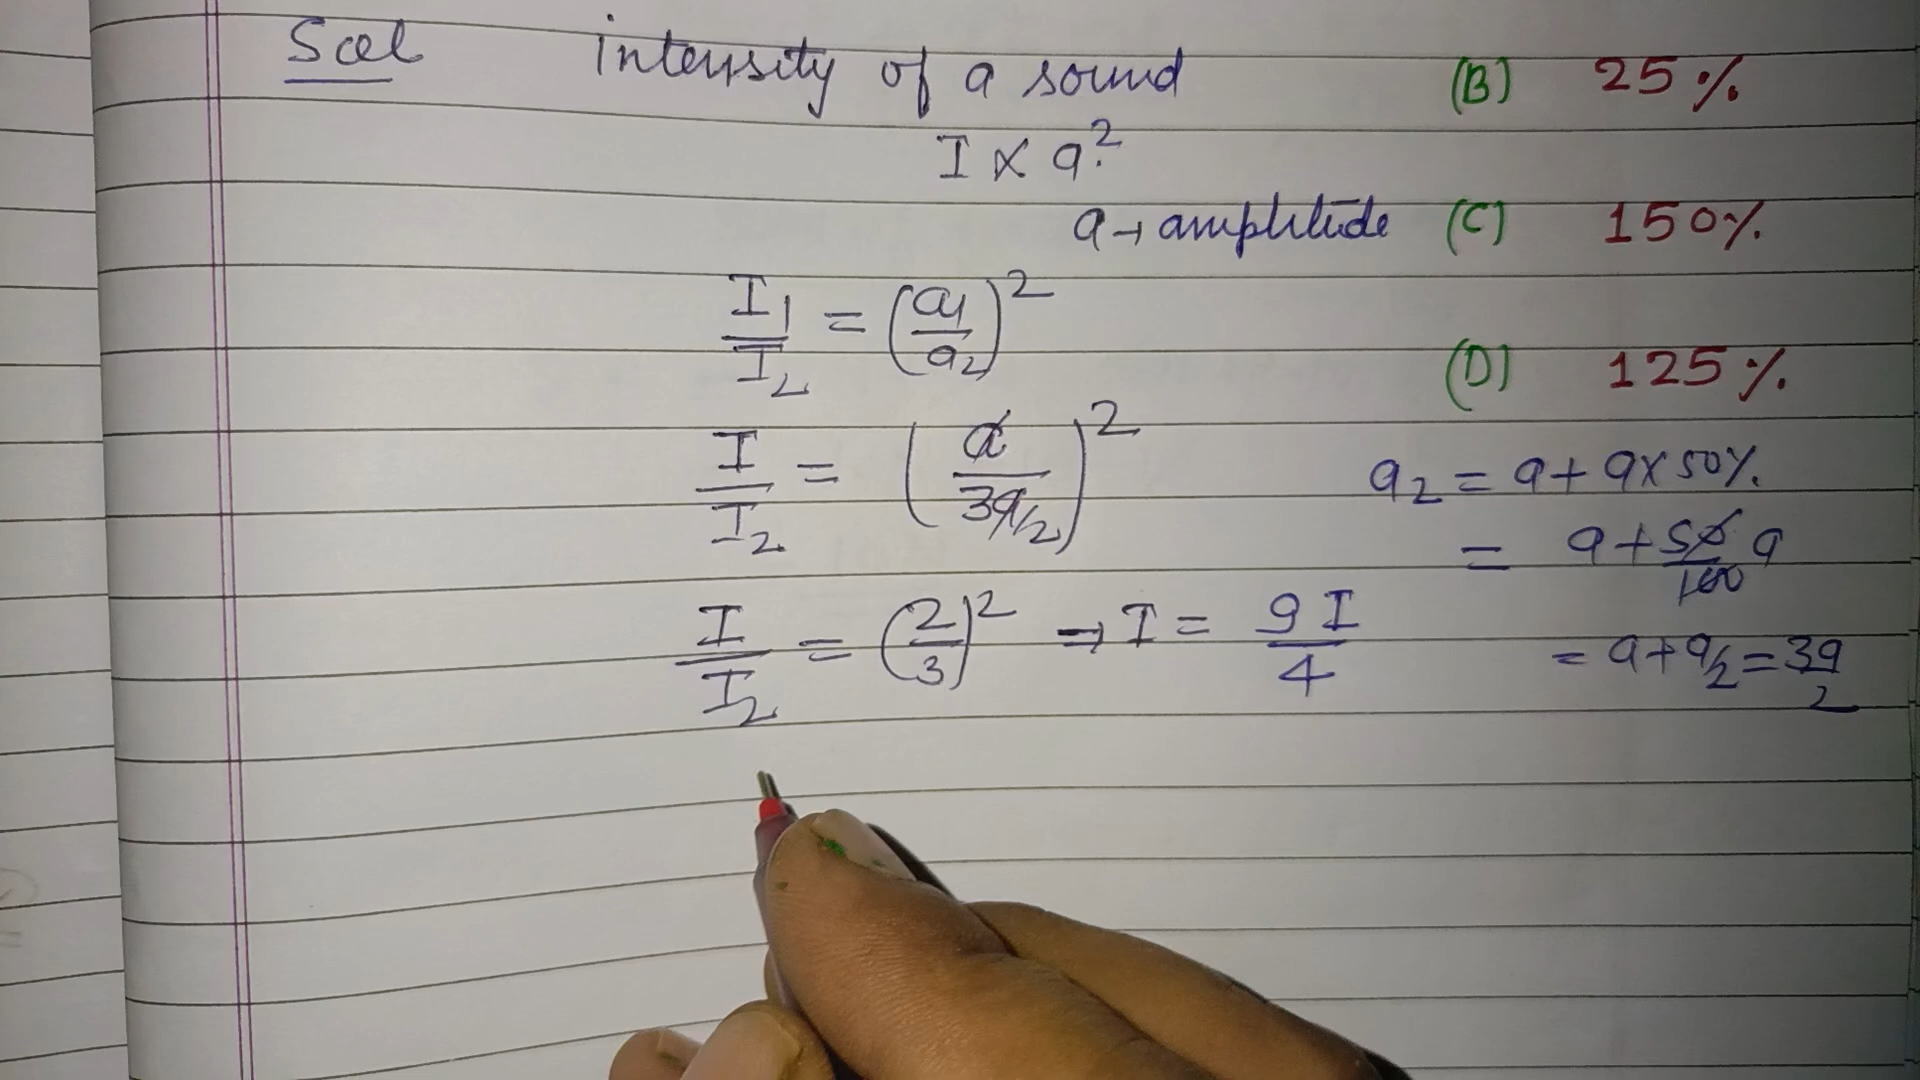 Sol intensity of a sound (B) 25%
I ∝ a².
a → amplitude (C) 150%
I₁/I₂ = (a₁/a₂)²
(D) 125%
I/I₂ = (a/3a/2)² a₂ = a + a×50%
= a + 50/100 a
I/I₂ = (2/3)² → I = 9I/4 = a + a/2 = 3a/2